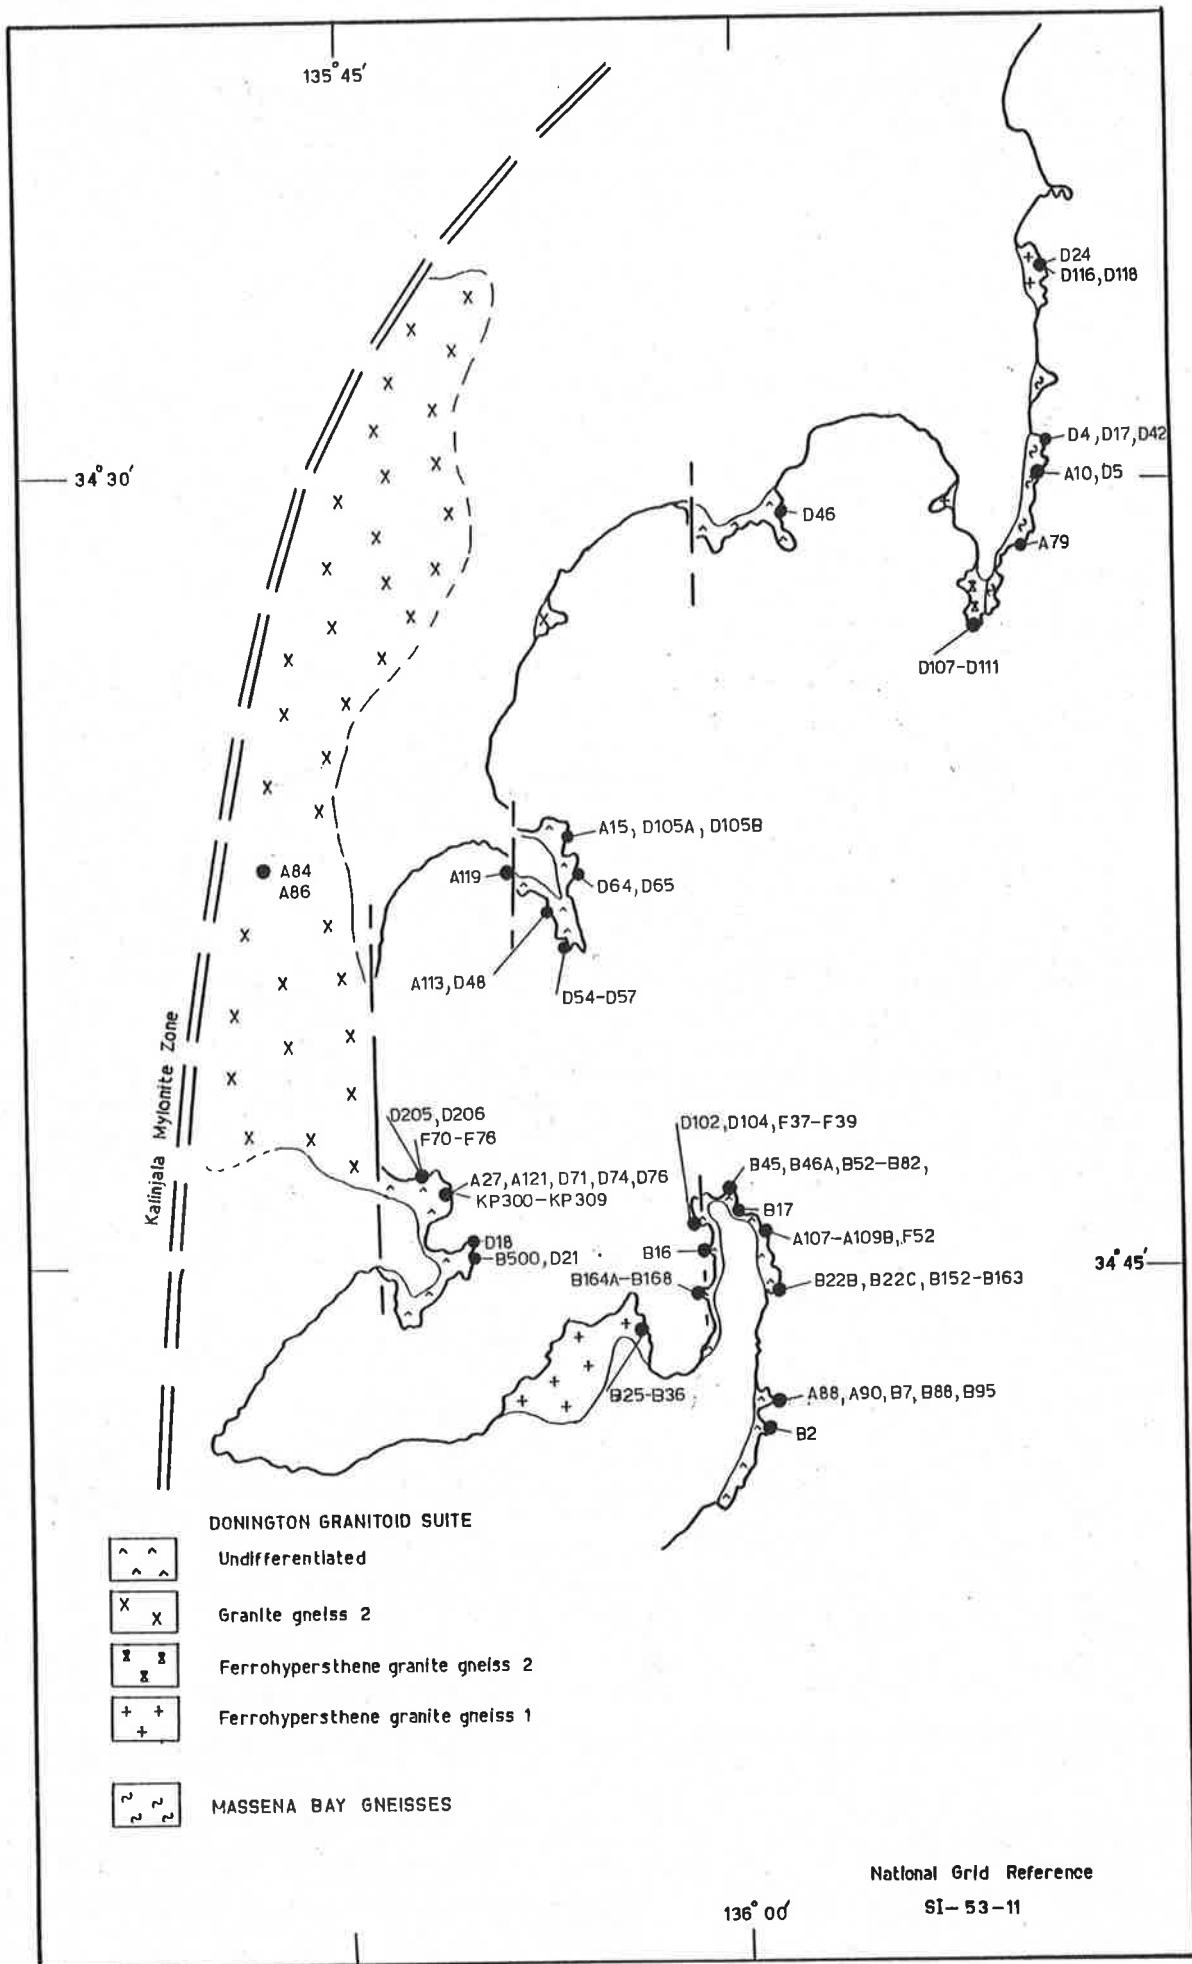 135°45′
D24
D116,D118
D4,D17,D42
34°30′
A10,D5
D46
A79
D107-D111
A15, D105A, D105B
A84
A86
A119
D64,D65
A113,D48
D54-D57
Kalinjala Mylonite Zone
D205,D206
F70-F76
D102,D104,F37-F39
B45,B46A,B52-B82,
A27,A121,D71,D74,D76
KP300-KP309
B17
A107-A109B,F52
D18
B16
B500,D21
34°45′
B164A-B168
B22B,B22C,B152-B163
B25-B36
A88,A90,B7,B88,B95
B2
DONINGTON GRANITOID SUITE
Undifferentiated
Granite gneiss 2
Ferrohypersthene granite gneiss 2
Ferrohypersthene granite gneiss 1
MASSENA BAY GNEISSES
National Grid Reference
136°00′
SI-53-11